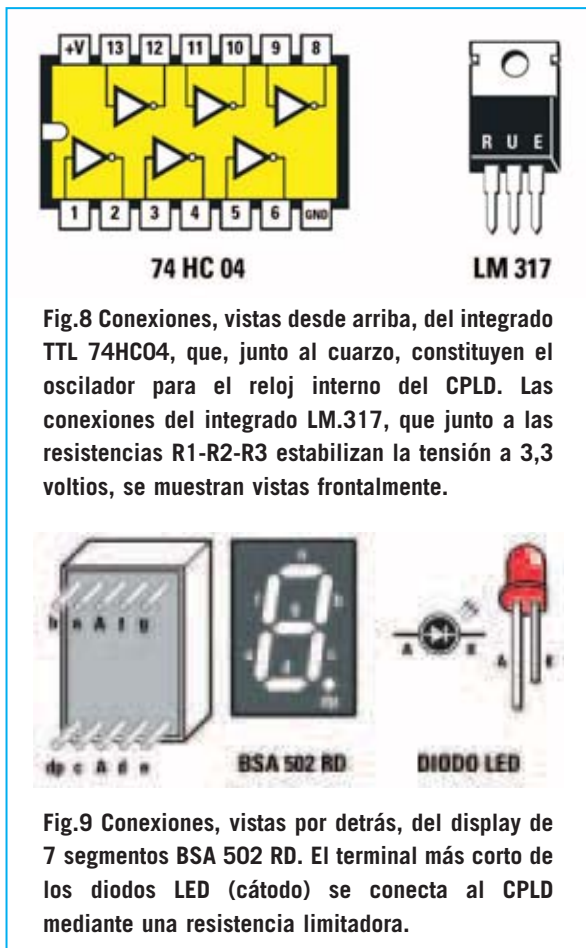 +V 13 12 11 10 9 8
1 2 3 4 5 6 GND
74 HC 04
R U E
LM 317
Fig.8 Conexiones, vistas desde arriba, del integrado
TTL 74HC04, que, junto al cuarzo, constituyen el
oscilador para el reloj interno del CPLD. Las
conexiones del integrado LM.317, que junto a las
resistencias R1-R2-R3 estabilizan la tensión a 3,3
voltios, se muestran vistas frontalmente.
b a A f g
dp c A d e
BSA 502 RD
A K
A K
DIODO LED
Fig.9 Conexiones, vistas por detrás, del display de
7 segmentos BSA 502 RD. El terminal más corto de
los diodos LED (cátodo) se conecta al CPLD
mediante una resistencia limitadora.